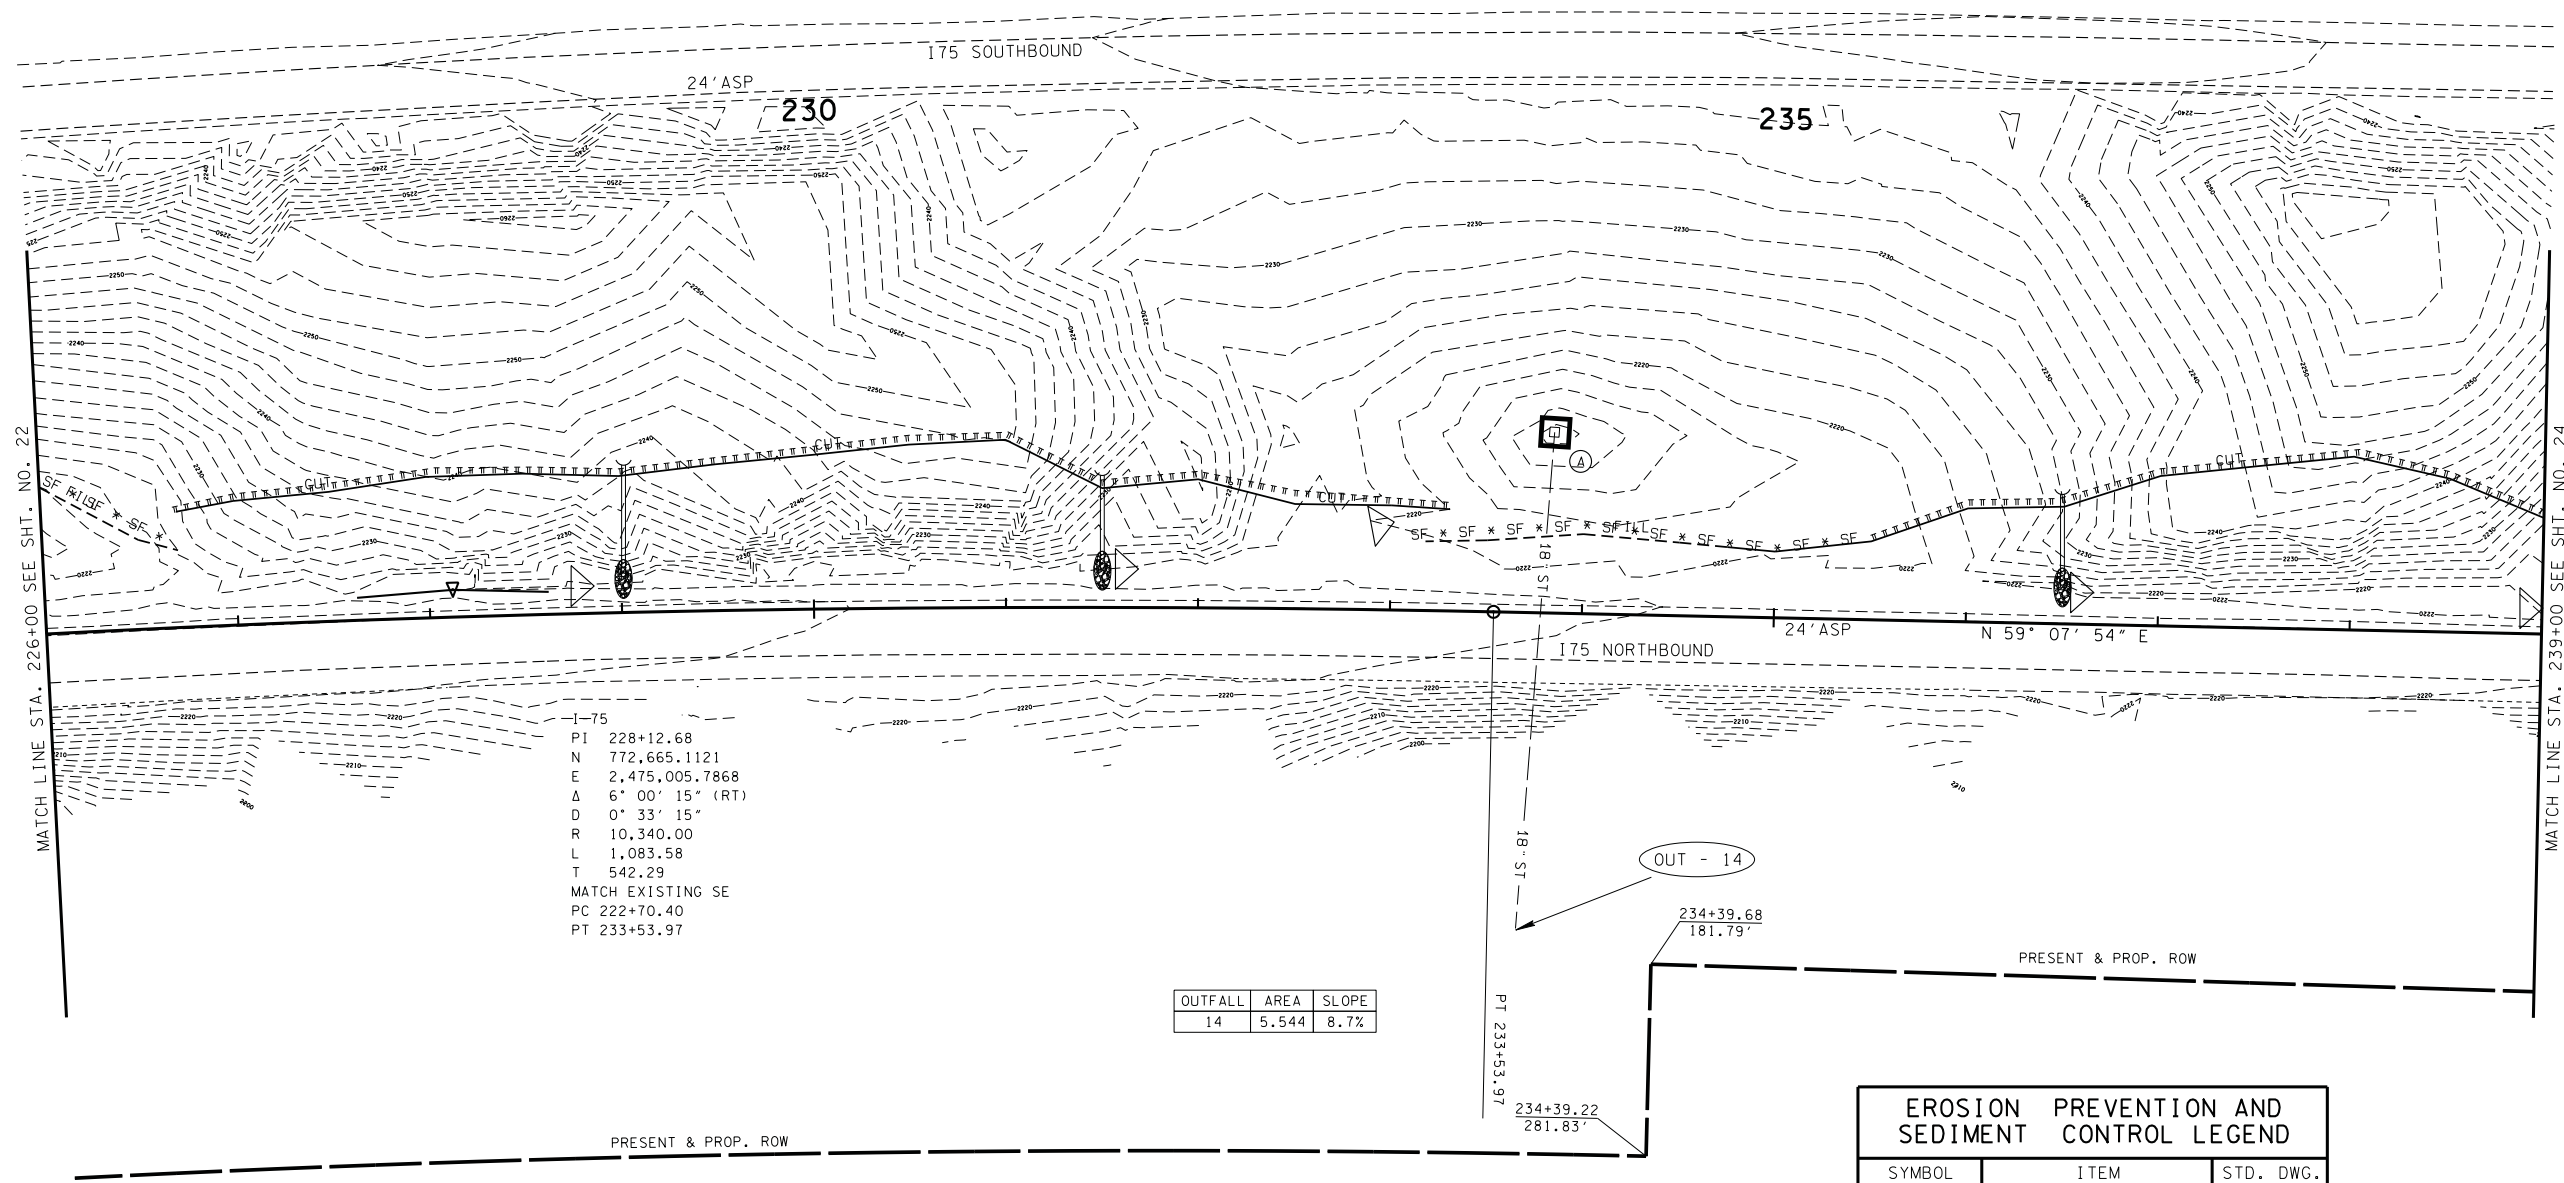 I75 SOUTHBOUND
24'ASP
230
235
MATCH LINE STA. 226+00 SEE SHT. NO. 22
MATCH LINE STA. 239+00 SEE SHT. NO. 24
CUT
CUT
CUT
CUT
SF FILL SF * SF *
SF * SF * SF * SF * SFILL * SF * SF * SF * SF * SF
18" ST
24'ASP
N 59° 07' 54" E
I75 NORTHBOUND
I-75
PI 228+12.68
N 772,665.1121
E 2,475,005.7868
Δ 6° 00' 15" (RT)
D 0° 33' 15"
R 10,340.00
L 1,083.58
T 542.29
MATCH EXISTING SE
PC 222+70.40
PT 233+53.97
18" ST
OUT - 14
234+39.68
181.79'
PRESENT & PROP. ROW
OUTFALL AREA SLOPE
14 5.544 8.7%
PT 233+53.97
234+39.22
281.83'
PRESENT & PROP. ROW
EROSION PREVENTION AND
SEDIMENT CONTROL LEGEND
SYMBOL ITEM STD. DWG.